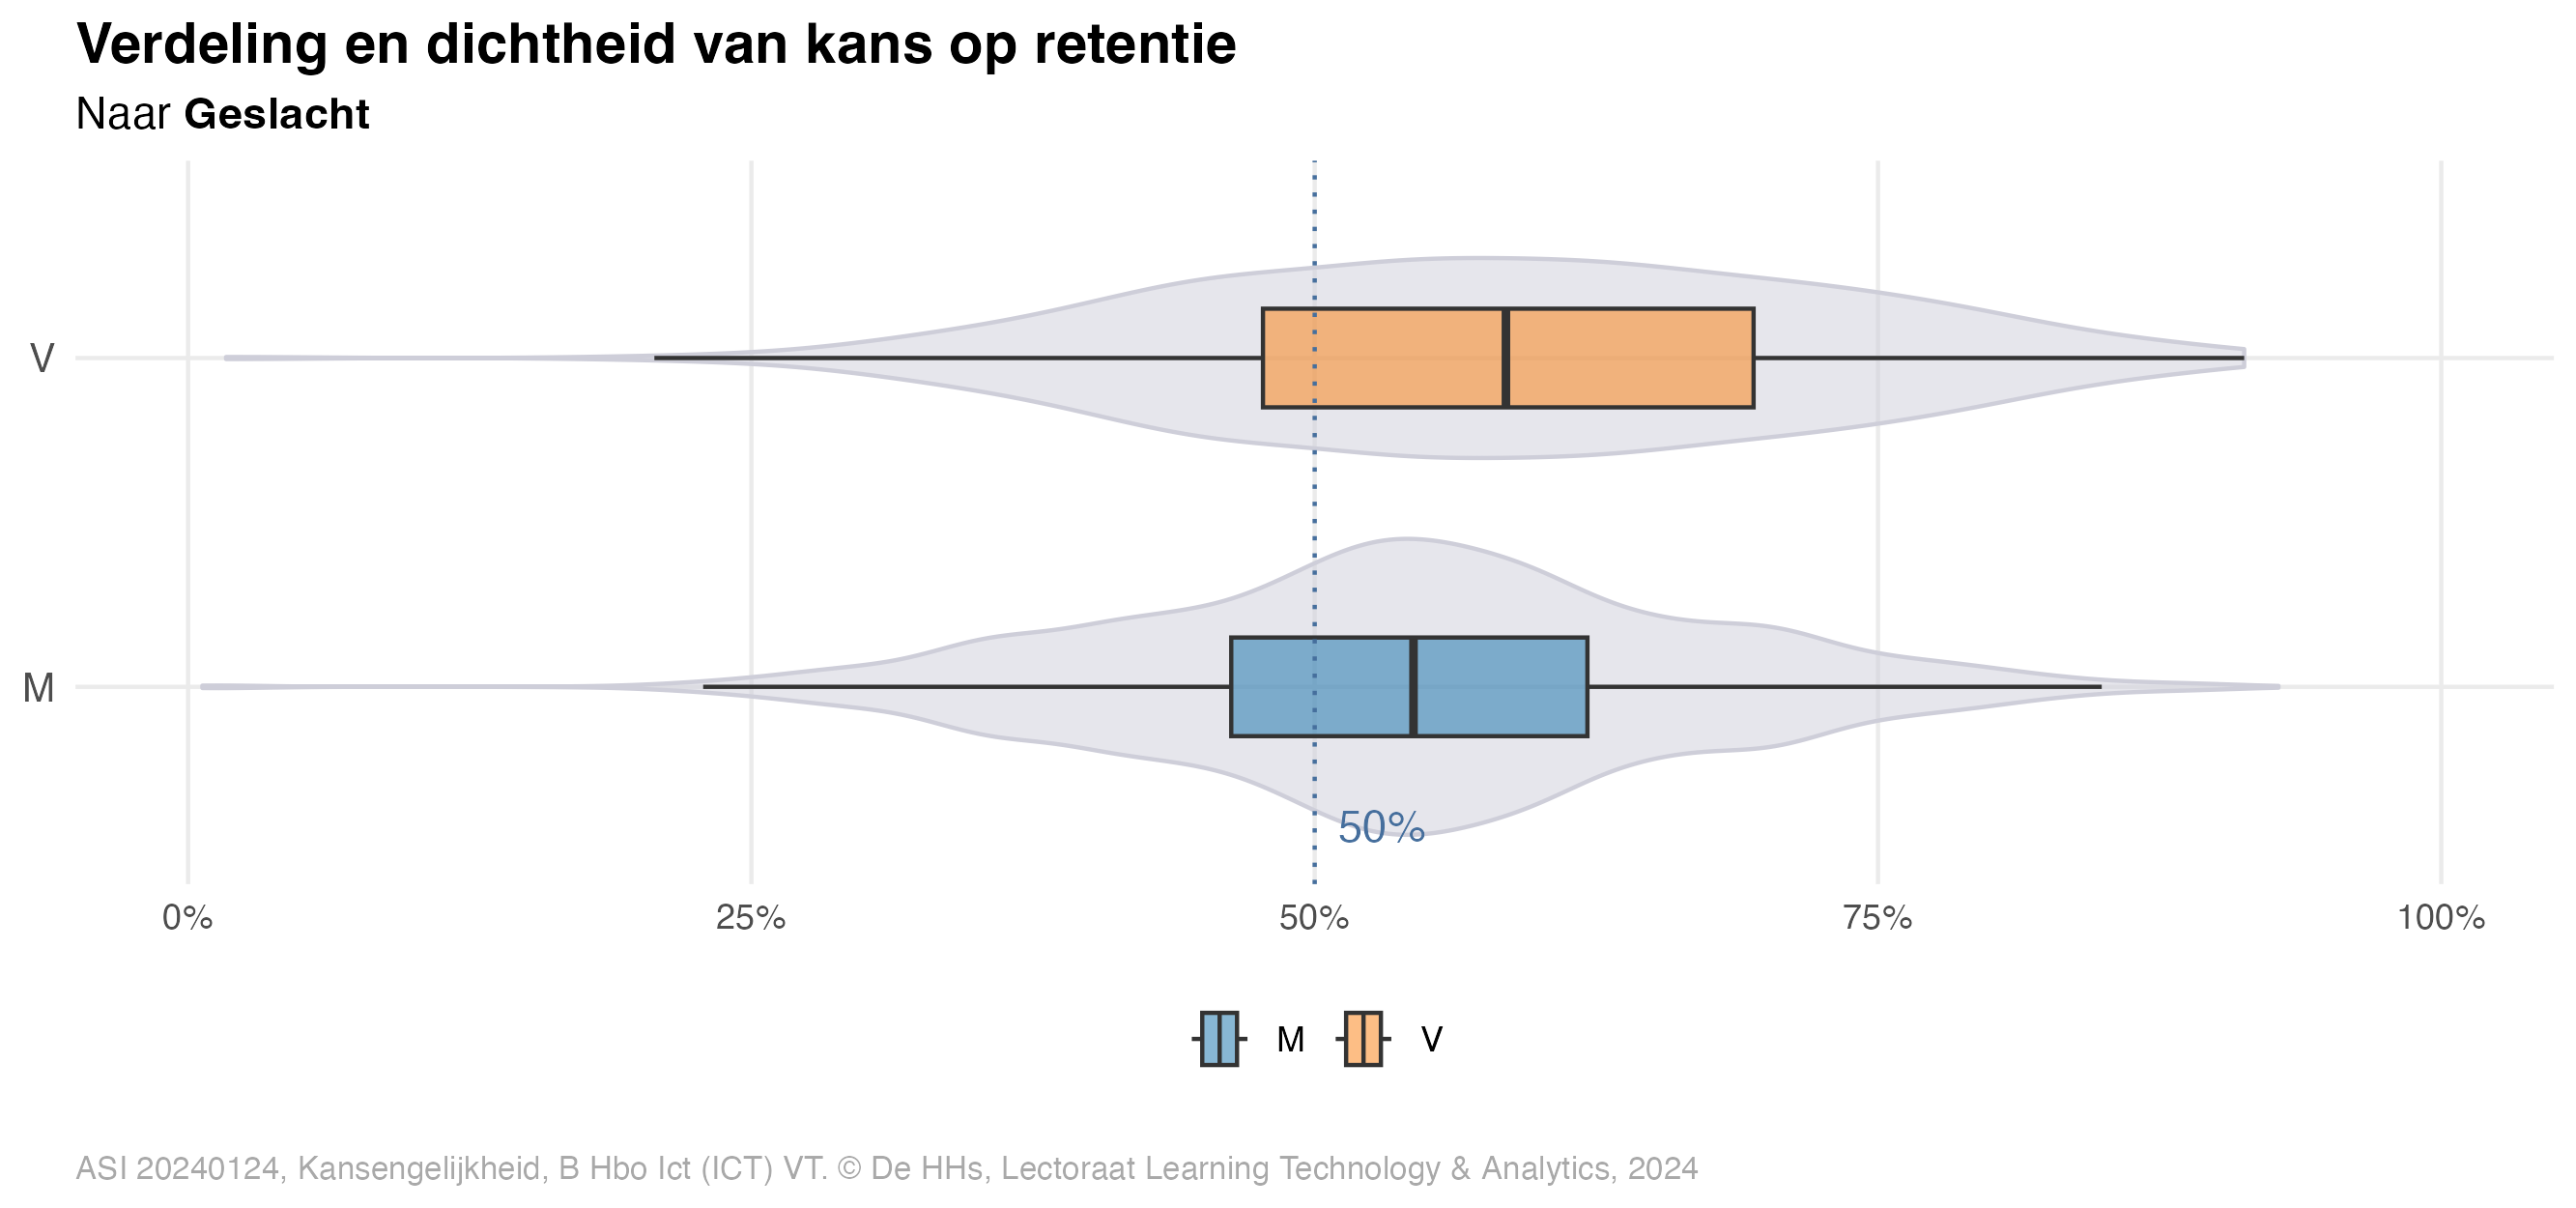 Verdeling en dichtheid van kans op retentie
Naar Geslacht
V
M
50%
0%
25%
50%
75%
100%
M
V
ASI 20240124, Kansengelijkheid, B Hbo Ict (ICT) VT. © De HHs, Lectoraat Learning Technology & Analytics, 2024